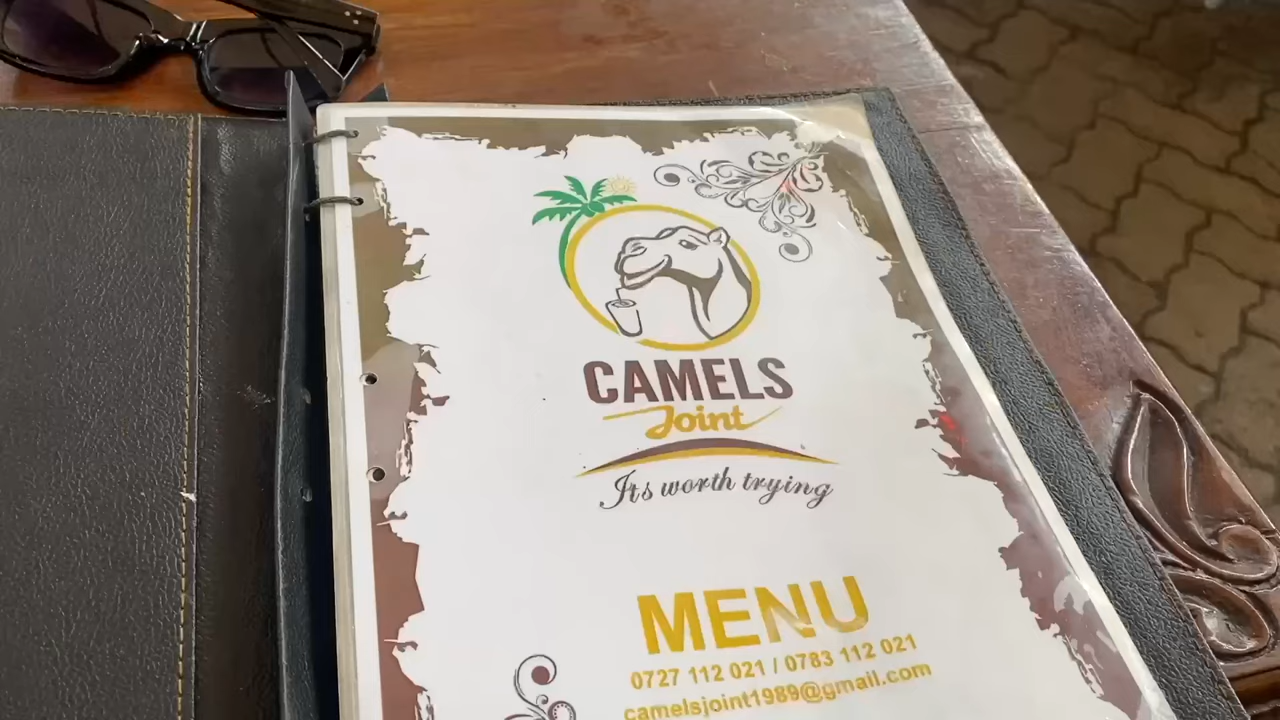 CAMELS
Joint
Its worth trying
MENU
0727 112 021 / 0783 112 021
camelsjoint1989@gmail.com